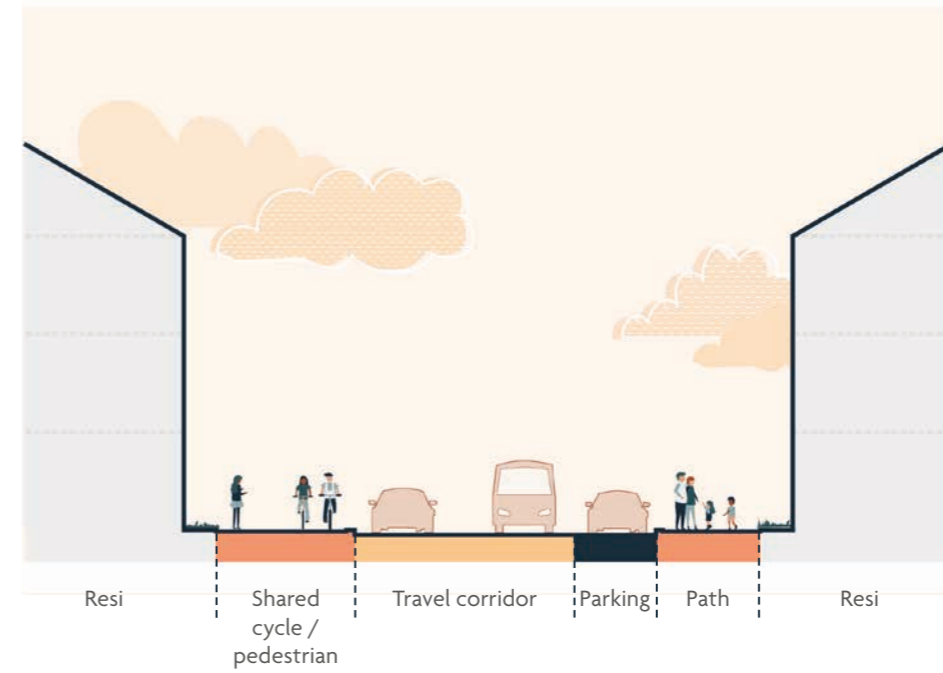 Resi
Shared
cycle /
pedestrian
Travel corridor
Parking
Path
Resi